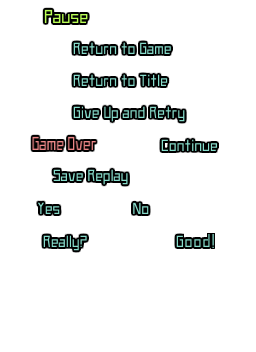 Pause
Return to Game
Return to Title
Give Up and Retry
Game Over Continue
Save Replay
Yes No
Really? Good!